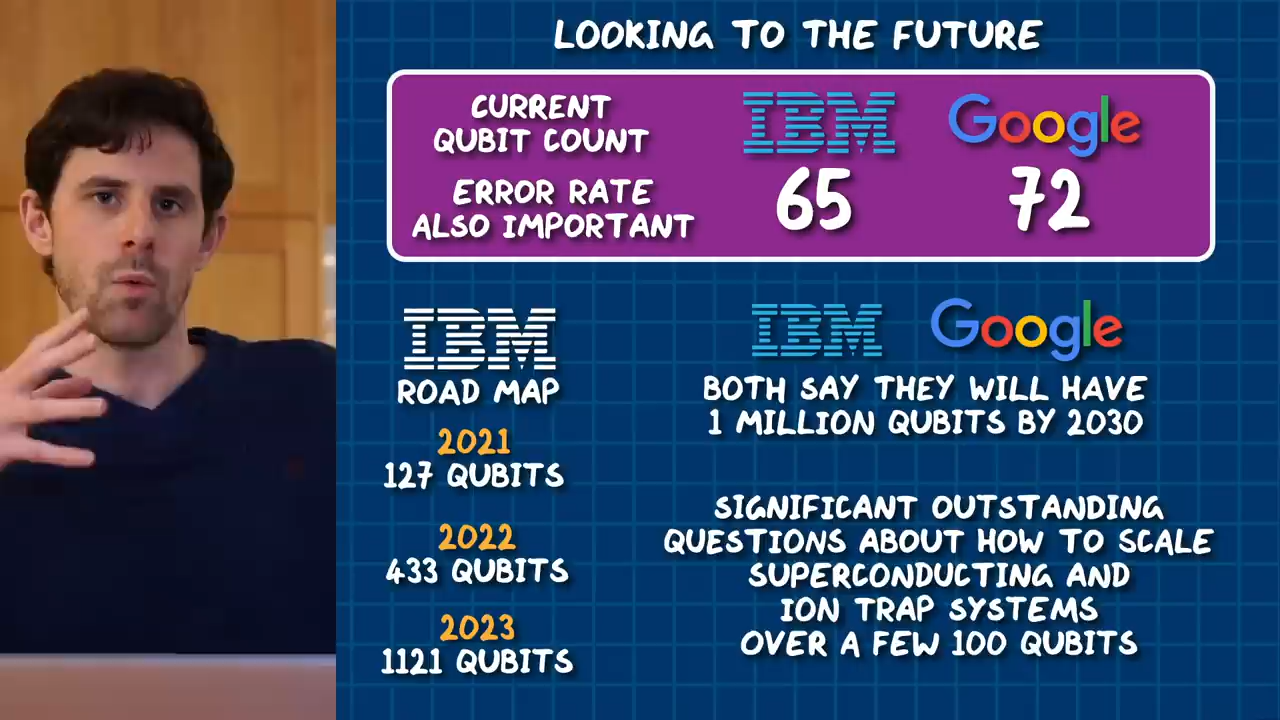 LOOKING TO THE FUTURE
CURRENT
QUBIT COUNT
ERROR RATE
ALSO IMPORTANT
IBM
65
Google
72
IBM
ROAD MAP
2021
127 QUBITS
2022
433 QUBITS
2023
1121 QUBITS
IBM Google
BOTH SAY THEY WILL HAVE
1 MILLION QUBITS BY 2030
SIGNIFICANT OUTSTANDING
QUESTIONS ABOUT HOW TO SCALE
SUPERCONDUCTING AND
ION TRAP SYSTEMS
OVER A FEW 100 QUBITS